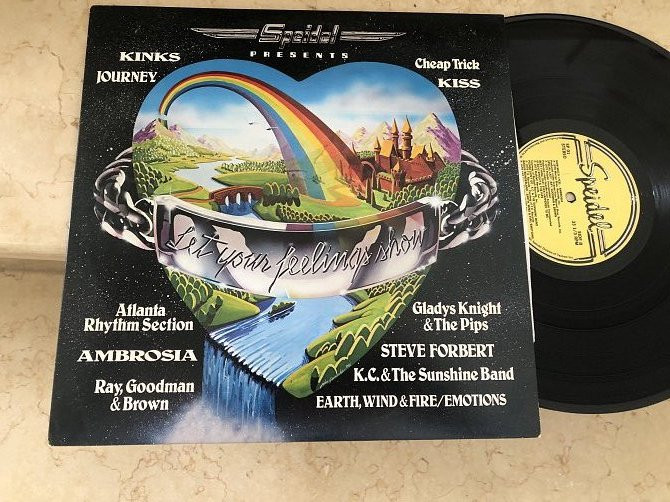 Speidel
PRESENTS
KINKS
JOURNEY
Cheap Trick
KISS
Let your feelings show
Atlanta
Rhythm Section
AMBROSIA
Ray, Goodman
& Brown
Gladys Knight
& The Pips
STEVE FORBERT
K.C. & The Sunshine Band
EARTH, WIND & FIRE/EMOTIONS
Speidel
STEREO